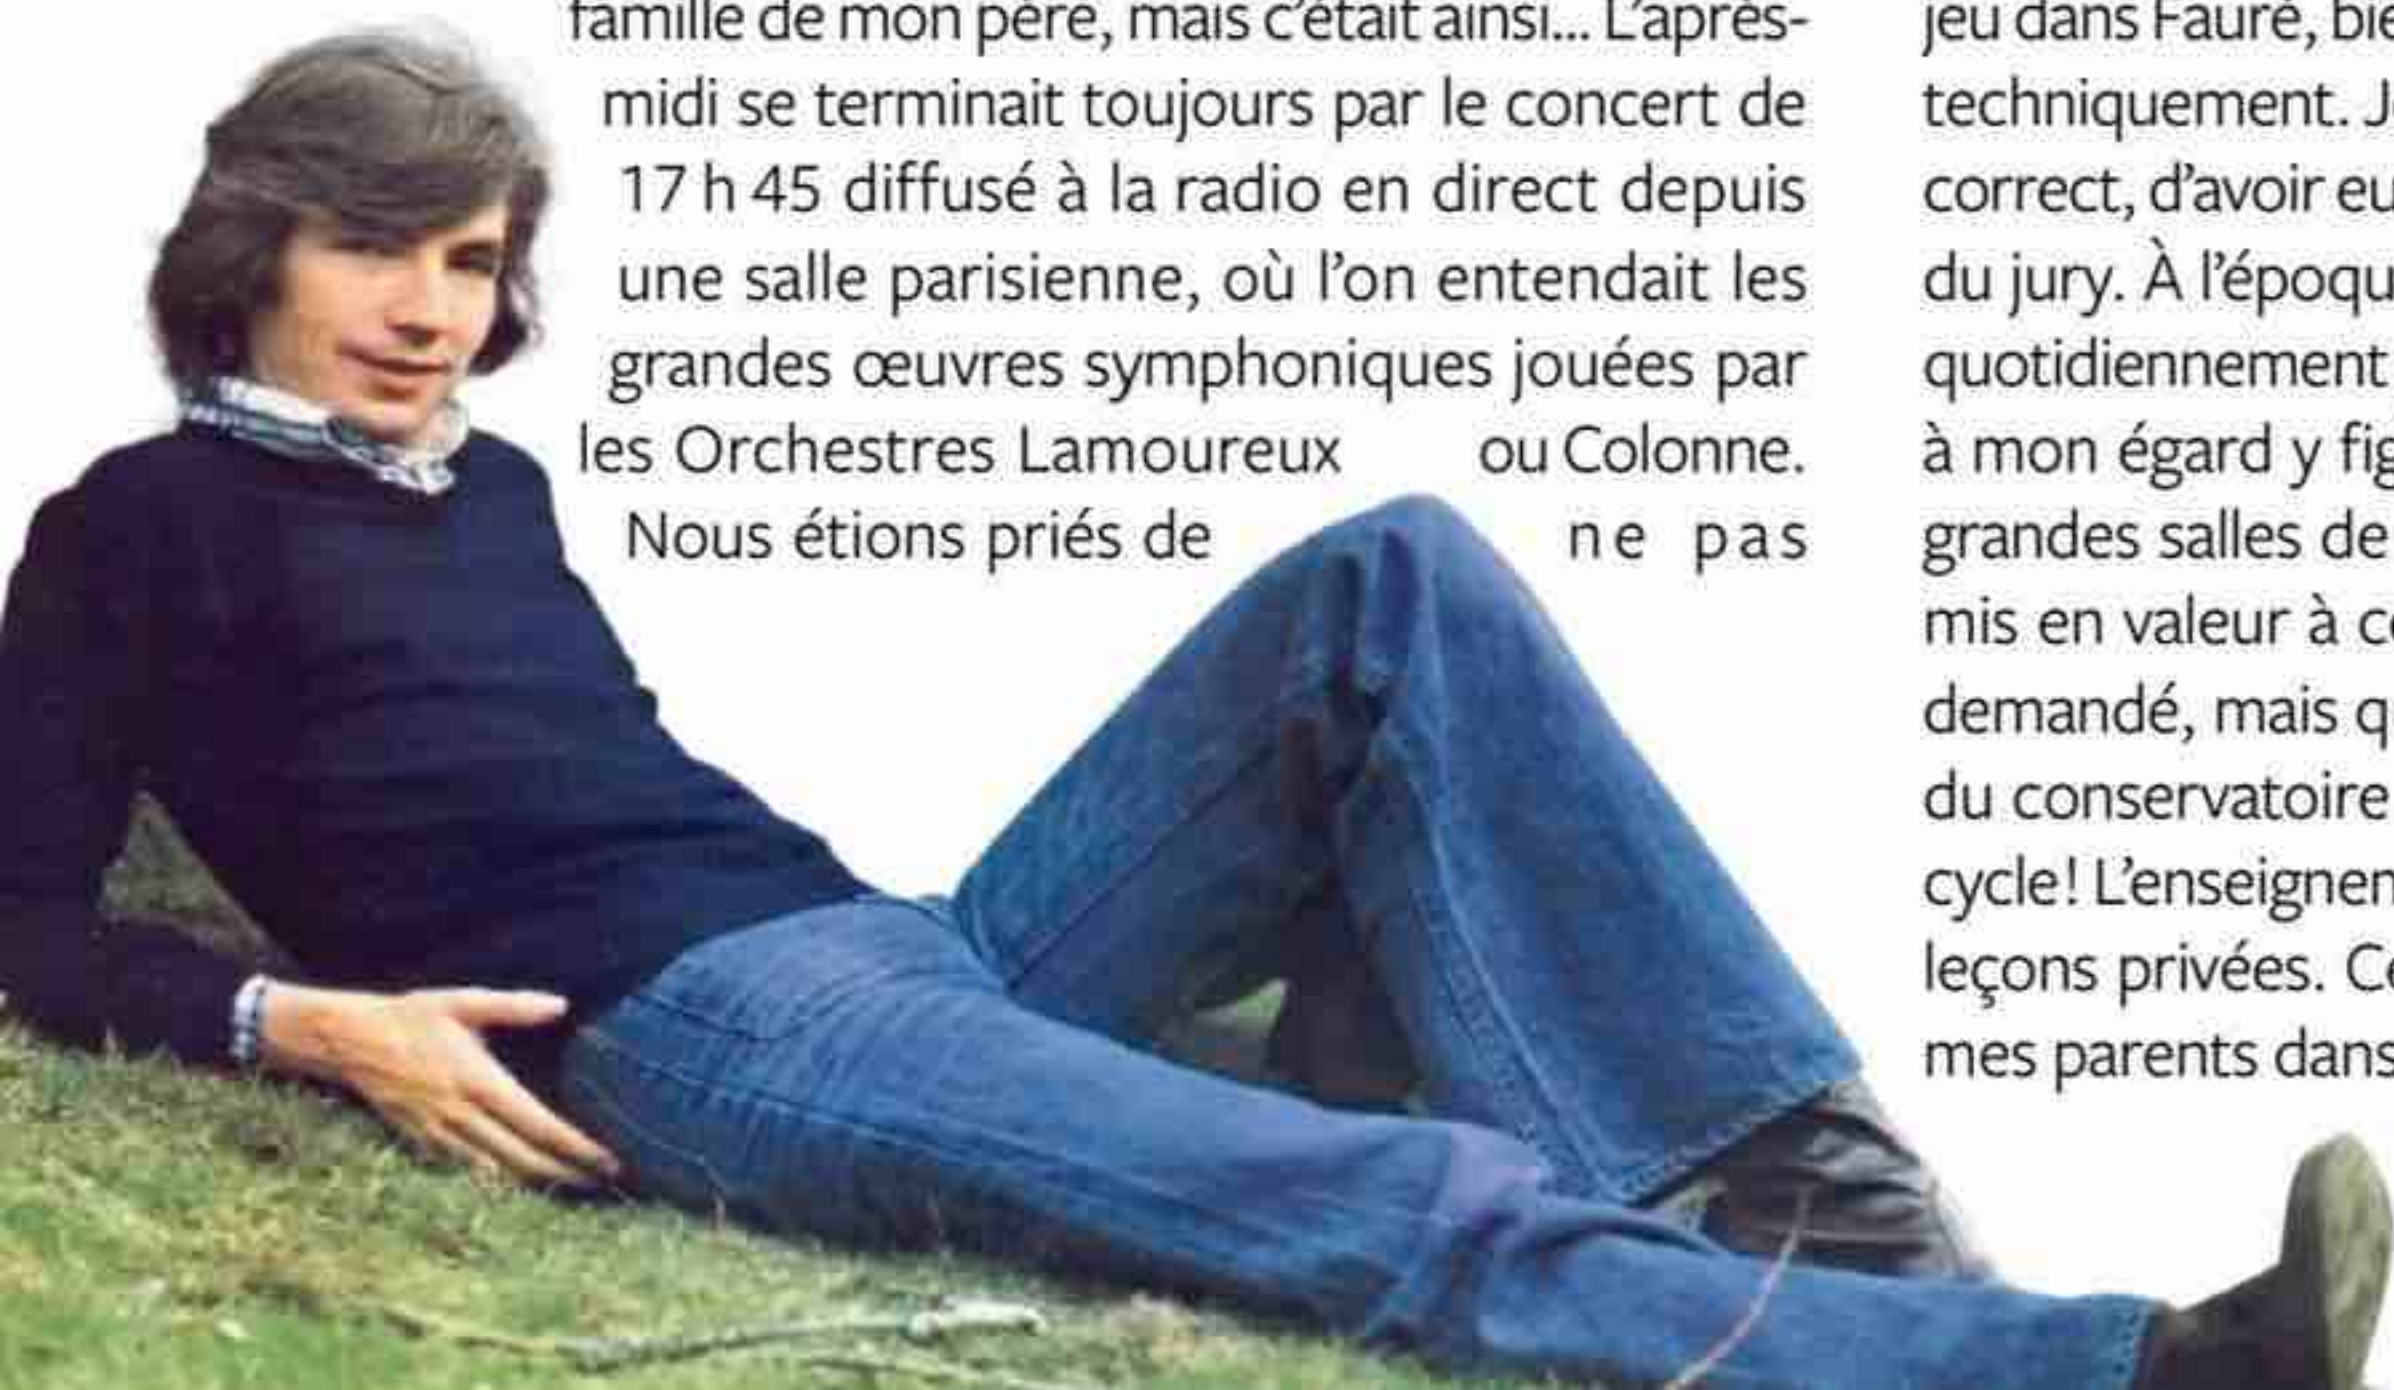 famille de mon père, mais c'était ainsi... L'après-
midi se terminait toujours par le concert de
17 h 45 diffusé à la radio en direct depuis
une salle parisienne, où l'on entendait les
grandes œuvres symphoniques jouées par
les Orchestres Lamoureux ou Colonne.
Nous étions priés de ne pas
jeu dans Fauré,
techniquement.
correct, d'avoir eu
du jury. À
quotidiennement
à mon égard y
grandes salles de
mis en valeur à
demandé, mais
du conservatoire
cycle!
leçons privées.
mes parents dans